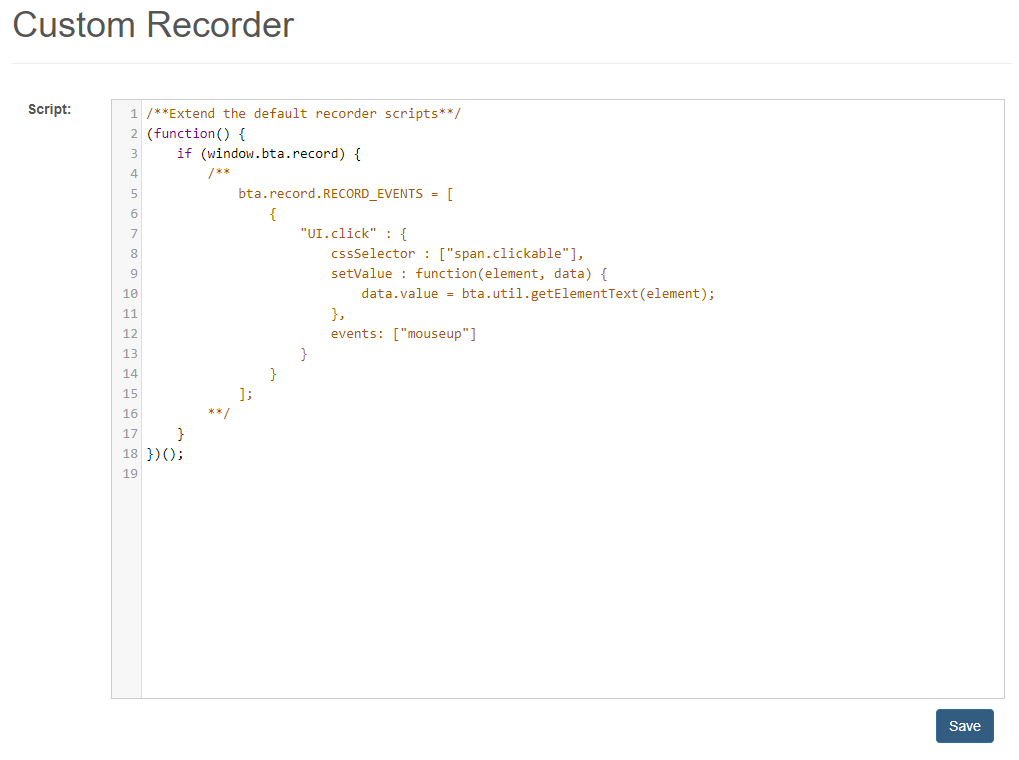 Custom Recorder
Script:
1 /**Extend the default recorder scripts**/
2 (function() {
3     if (window.bta.record) {
4         /**
5             bta.record.RECORD_EVENTS = [
6                 {
7                     "UI.click" : {
8                         cssSelector : ["span.clickable"],
9                         setValue : function(element, data) {
10                             data.value = bta.util.getElementText(element);
11                         },
12                         events: ["mouseup"]
13                     }
14                 }
15             ];
16         **/
17     }
18 })();
19
Save